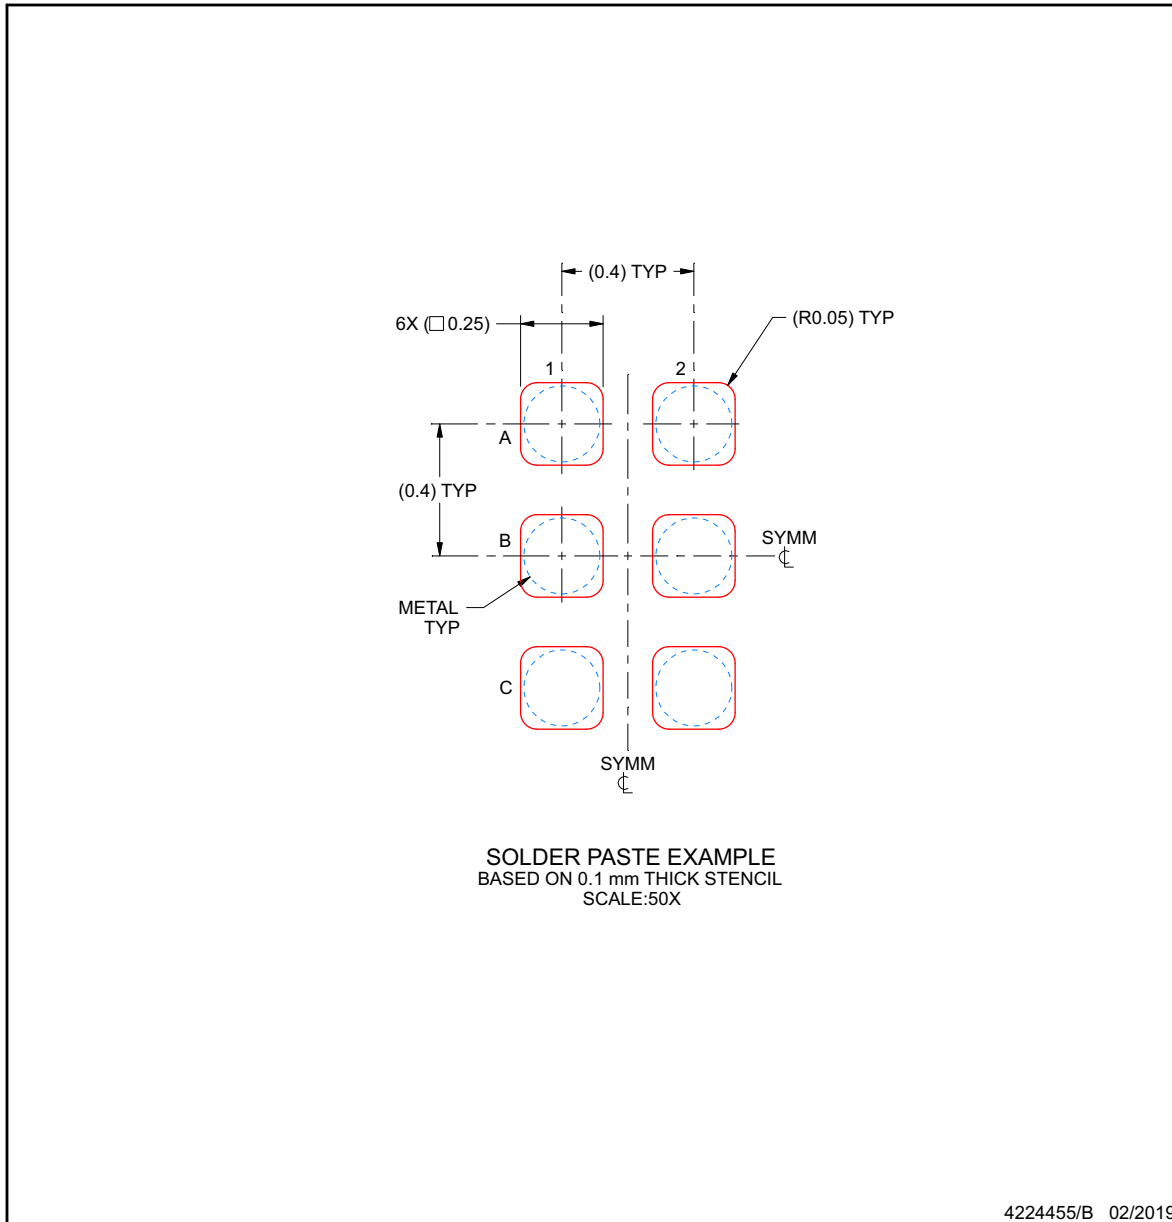 (0.4) TYP
6X (□ 0.25)
(R0.05) TYP
1
2
A
(0.4) TYP
B
SYMM
METAL
TYP
C
SYMM
SOLDER PASTE EXAMPLE
BASED ON 0.1 mm THICK STENCIL
SCALE:50X
4224455/B 02/2019